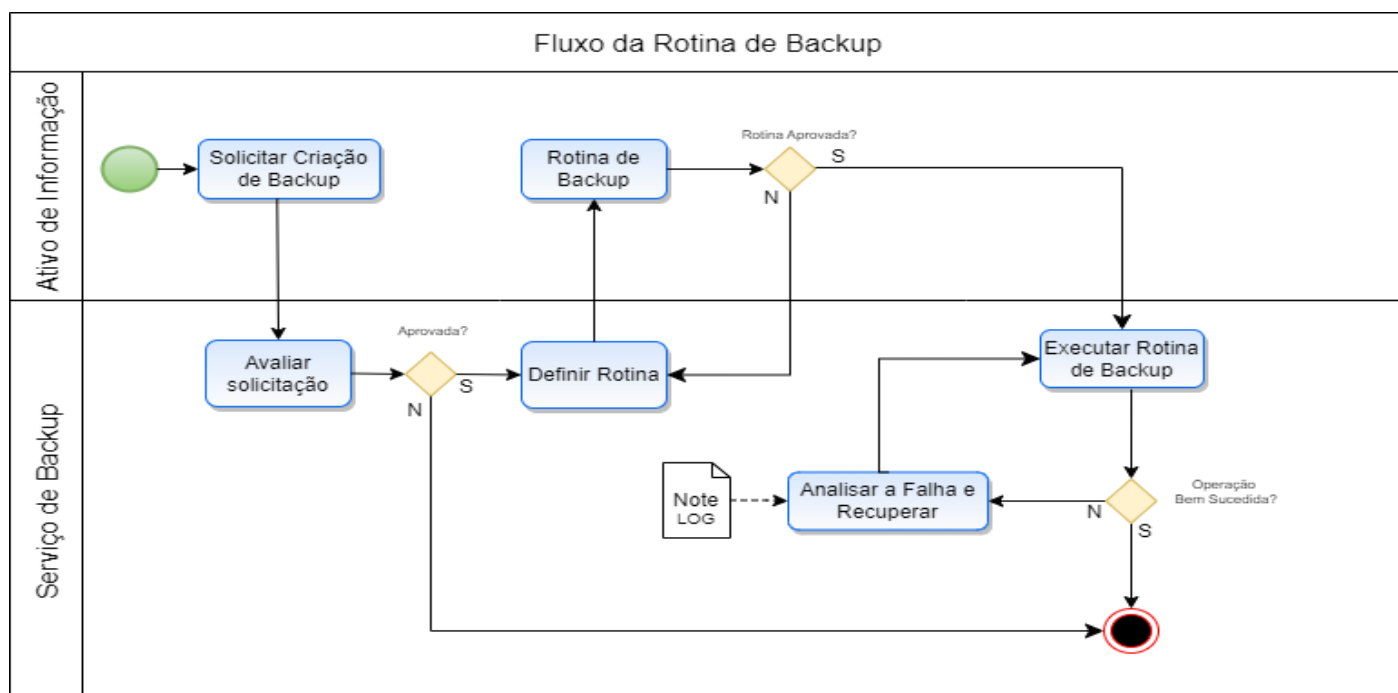 Fluxo da Rotina de Backup
Ativo de Informação
Solicitar Criação
de Backup
Rotina de
Backup
Rotina Aprovada?
S
N
Serviço de Backup
Avaliar
solicitação
Aprovada?
S
N
Definir Rotina
Executar Rotina
de Backup
Note
LOG
Analisar a Falha e
Recuperar
N
Operação
Bem Sucedida?
S